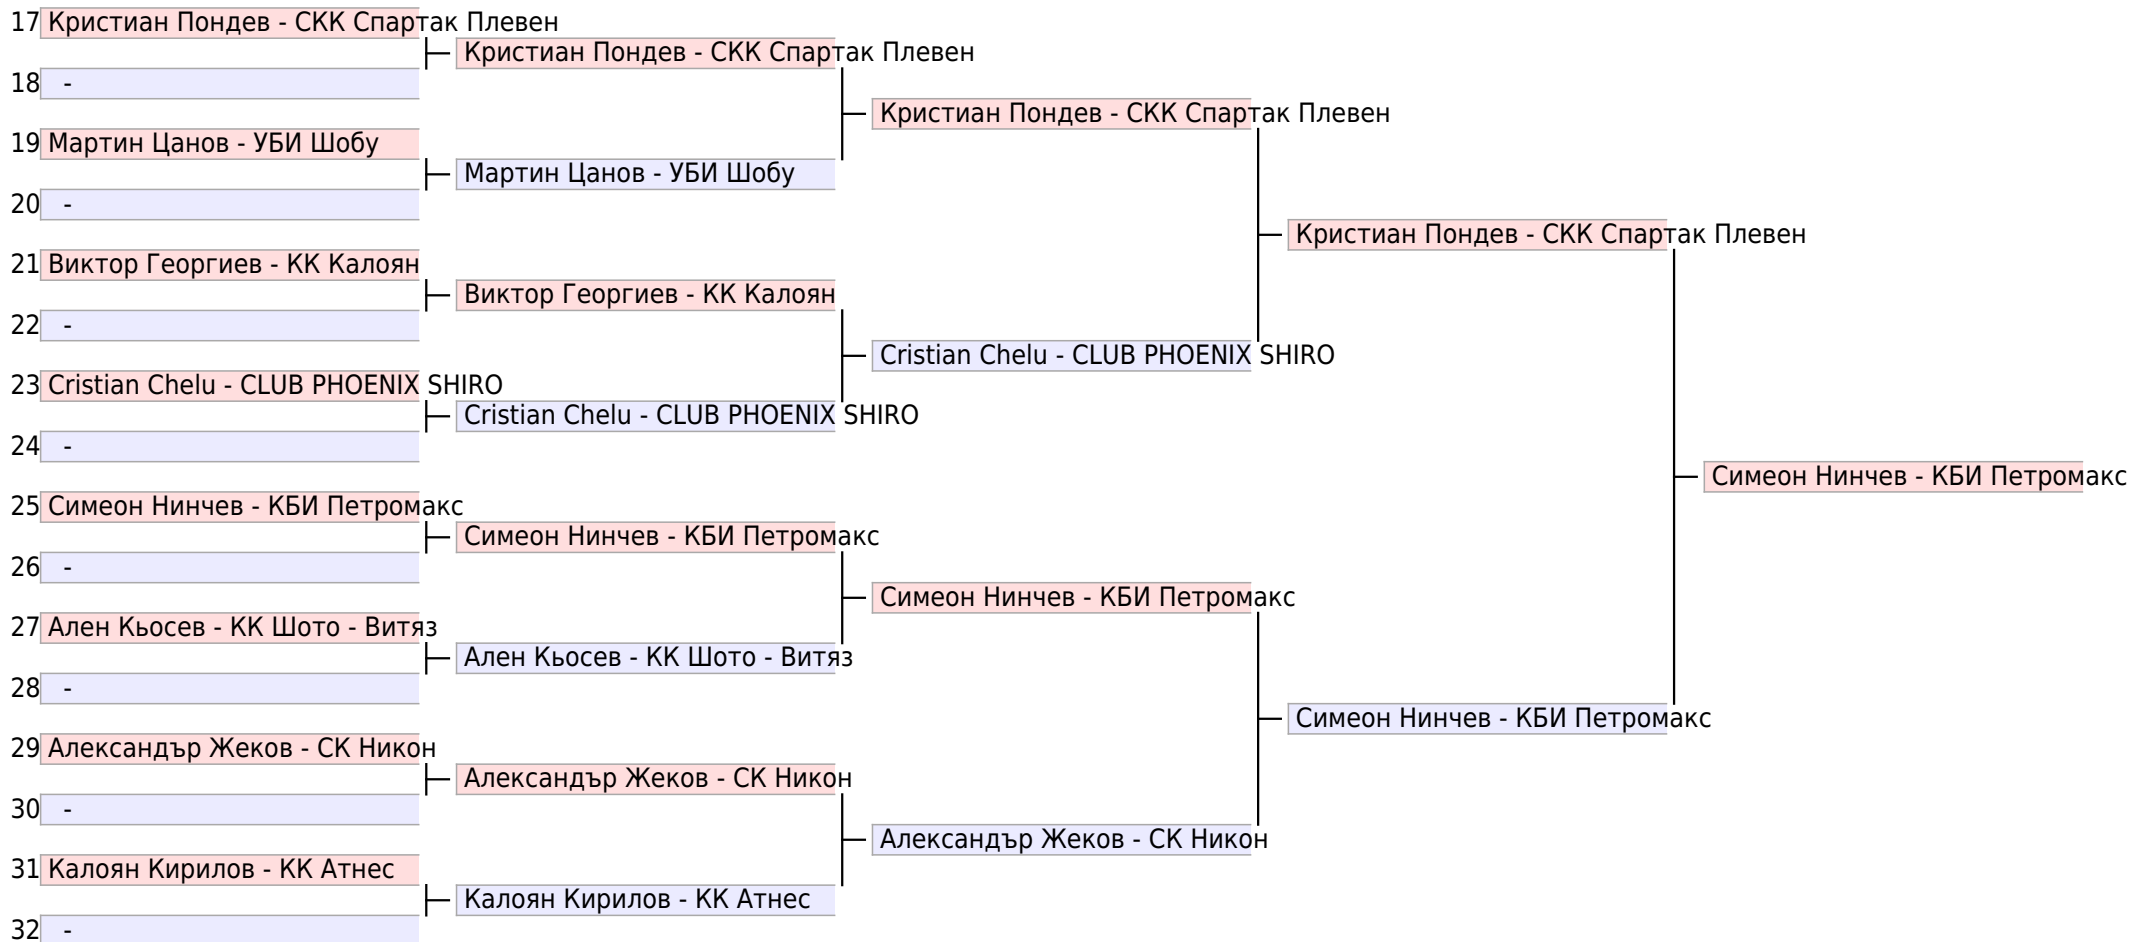 17 Кристиан Пондев - СКК Спартак Плевен
Кристиан Пондев - СКК Спартак Плевен
18 -
Кристиан Пондев - СКК Спартак Плевен
19 Мартин Цанов - УБИ Шобу
Мартин Цанов - УБИ Шобу
20 -
Кристиан Пондев - СКК Спартак Плевен
21 Виктор Георгиев - КК Калоян
Виктор Георгиев - КК Калоян
22 -
Cristian Chelu - CLUB PHOENIX SHIRO
23 Cristian Chelu - CLUB PHOENIX SHIRO
Cristian Chelu - CLUB PHOENIX SHIRO
24 -
Симеон Нинчев - КБИ Петромакс
25 Симеон Нинчев - КБИ Петромакс
Симеон Нинчев - КБИ Петромакс
26 -
Симеон Нинчев - КБИ Петромакс
27 Ален Кьосев - КК Шото - Витяз
Ален Кьосев - КК Шото - Витяз
28 -
Симеон Нинчев - КБИ Петромакс
29 Александър Жеков - СК Никон
Александър Жеков - СК Никон
30 -
Александър Жеков - СК Никон
31 Калоян Кирилов - КК Атнес
Калоян Кирилов - КК Атнес
32 -